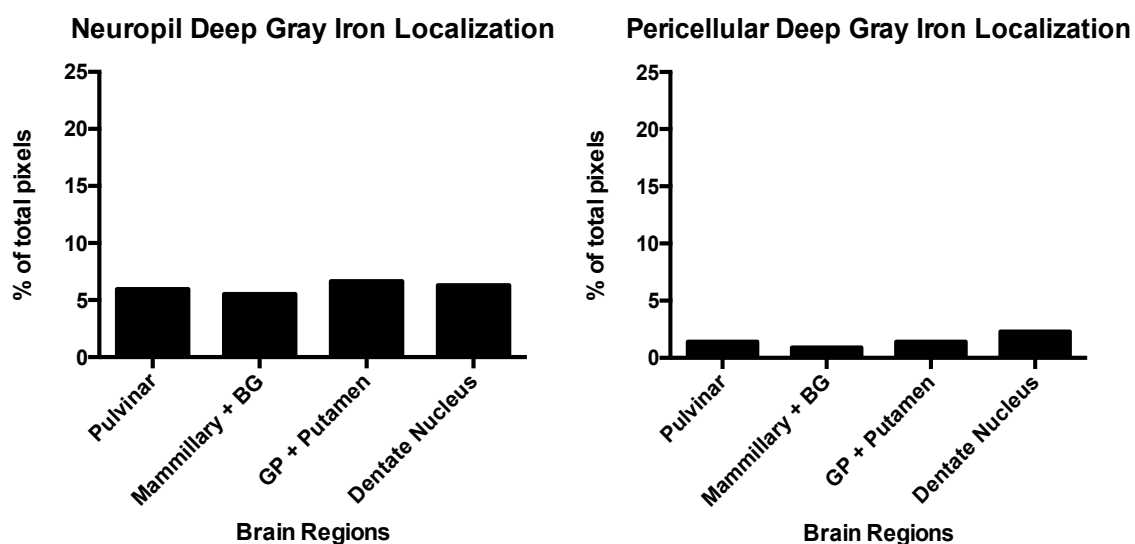 Neuropil Deep Gray Iron Localization
% of total pixels
25
20
15
10
5
0
Pulvinar
Mammillary + BG
GP + Putamen
Dentate Nucleus
Brain Regions
Pericellular Deep Gray Iron Localization
% of total pixels
25
20
15
10
5
0
Pulvinar
Mammillary + BG
GP + Putamen
Dentate Nucleus
Brain Regions